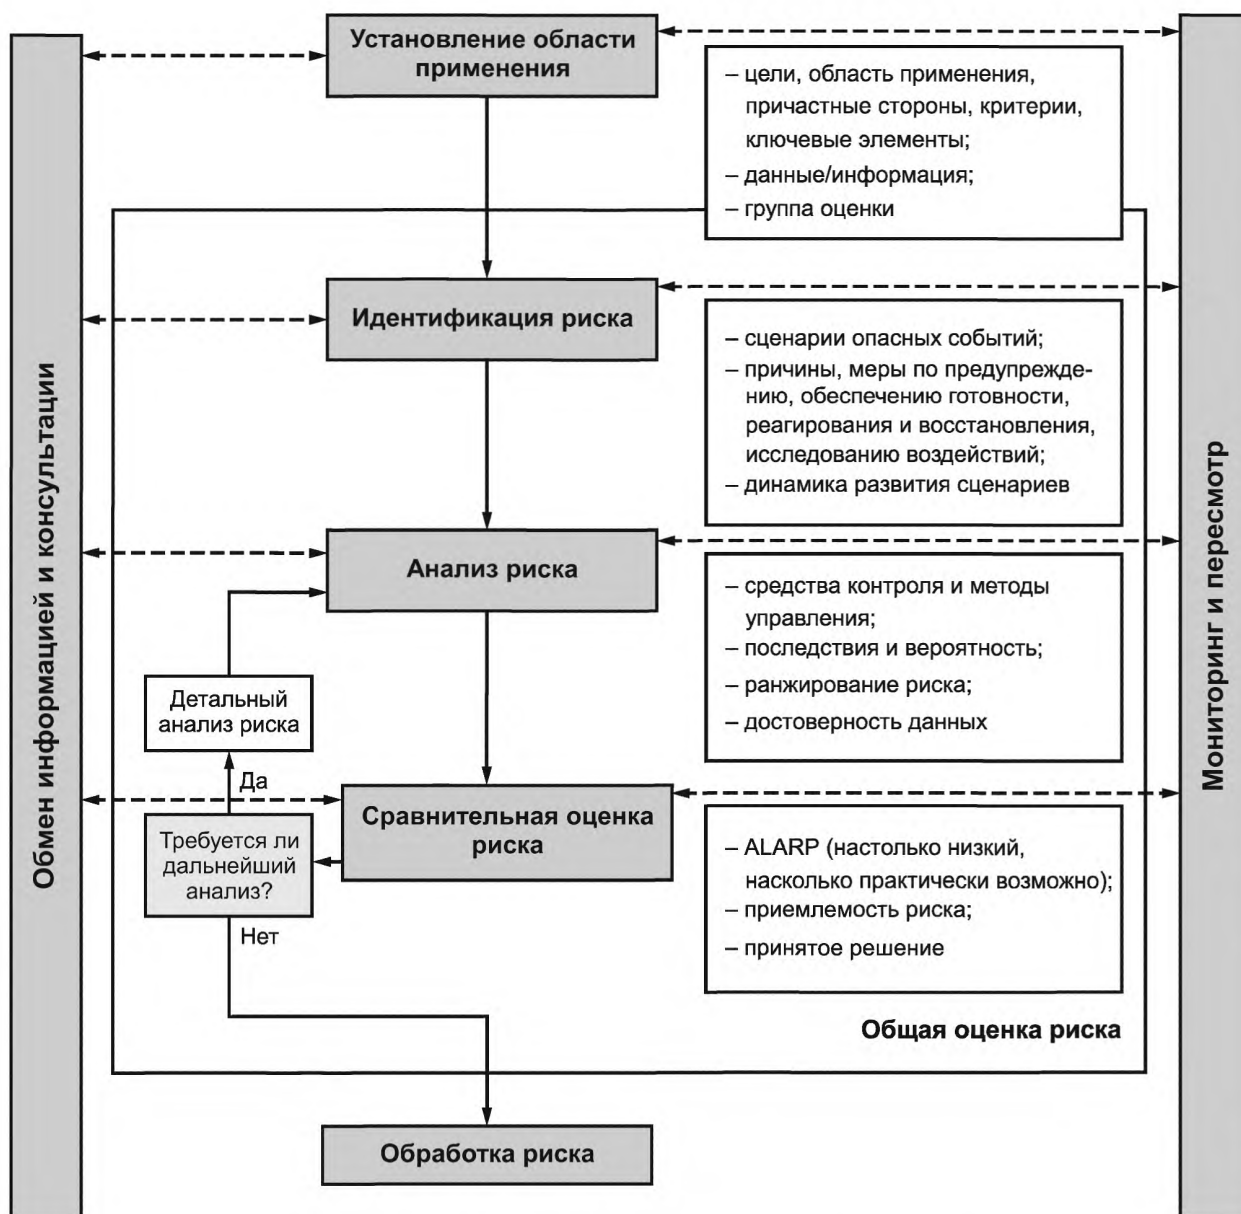 Установление области
применения
– цели, область применения,
причастные стороны, критерии,
ключевые элементы;
– данные/информация;
– группа оценки
Идентификация риска
– сценарии опасных событий;
– причины, меры по предупрежде-
нию, обеспечению готовности,
реагирования и восстановления,
исследованию воздействий;
– динамика развития сценариев
Анализ риска
– средства контроля и методы
управления;
– последствия и вероятность;
– ранжирование риска;
– достоверность данных
Детальный
анализ риска
Да
Сравнительная оценка
риска
Требуется ли
дальнейший
анализ?
Нет
– ALARP (настолько низкий,
насколько практически возможно);
– приемлемость риска;
– принятое решение
Общая оценка риска
Обработка риска
Обмен информацией и консультации
Мониторинг и пересмотр